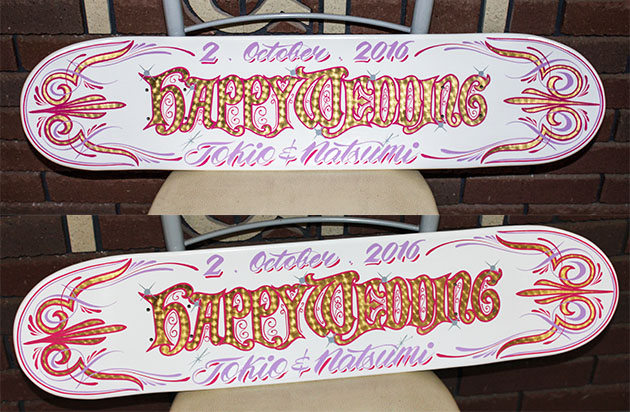 2 . October . 2016
HAPPY WEDDING
Tokio & Natsumi
2 . October . 2016
HAPPY WEDDING
Tokio & Natsumi